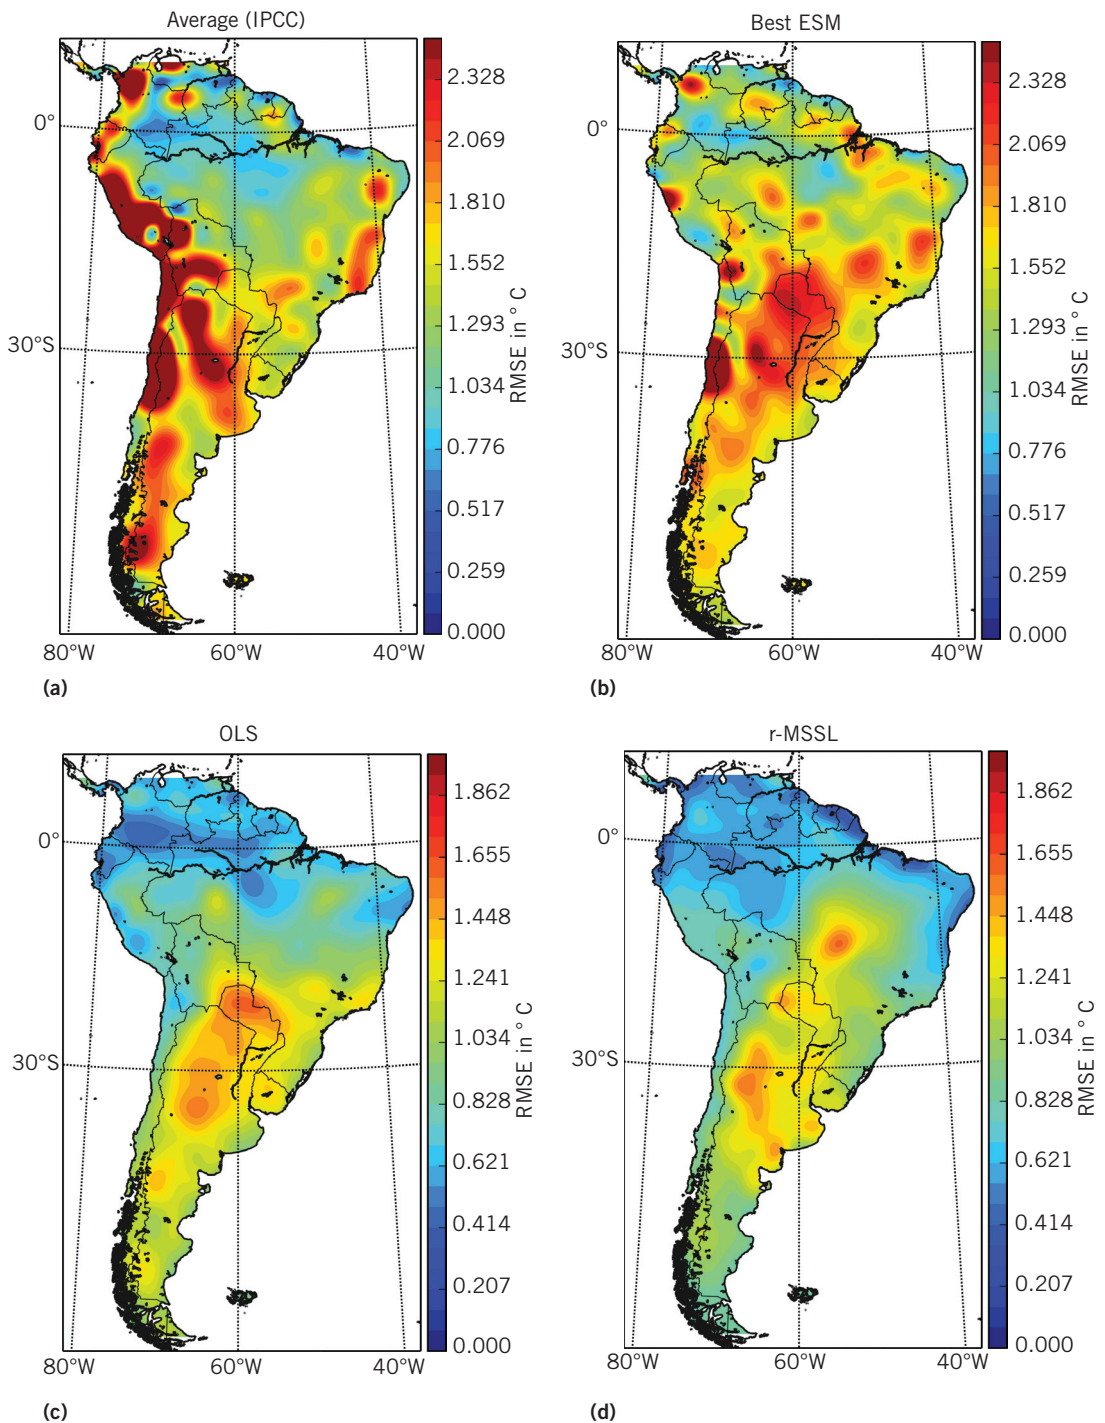 Average (IPCC)
0°
30°S
80°W 60°W 40°W
2.328
2.069
1.810
1.552
1.293
1.034
0.776
0.517
0.259
0.000
RMSE in °C
(a)
Best ESM
0°
30°S
80°W 60°W 40°W
2.328
2.069
1.810
1.552
1.293
1.034
0.776
0.517
0.259
0.000
RMSE in °C
(b)
OLS
0°
30°S
80°W 60°W 40°W
1.862
1.655
1.448
1.241
1.034
0.828
0.621
0.414
0.207
0.000
RMSE in °C
(c)
r-MSSL
0°
30°S
80°W 60°W 40°W
1.862
1.655
1.448
1.241
1.034
0.828
0.621
0.414
0.207
0.000
RMSE in °C
(d)